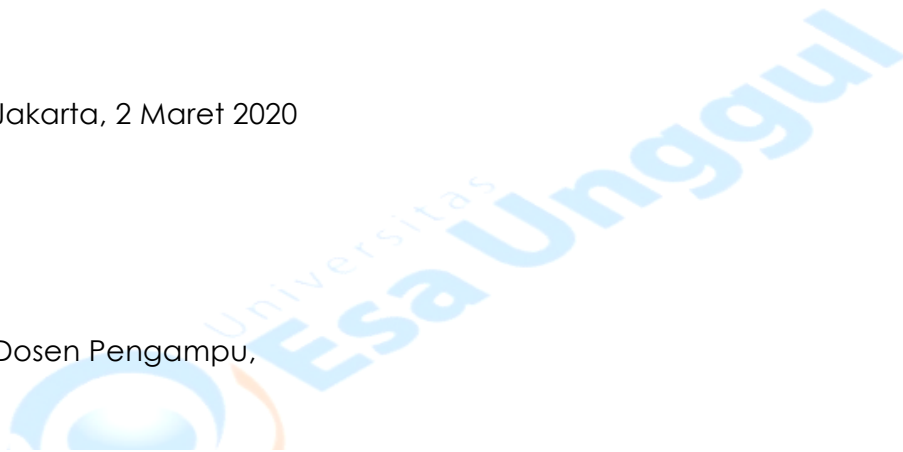 Jakarta, 2 Maret 2020
Universitas
Esa Unggul
Dosen Pengampu,